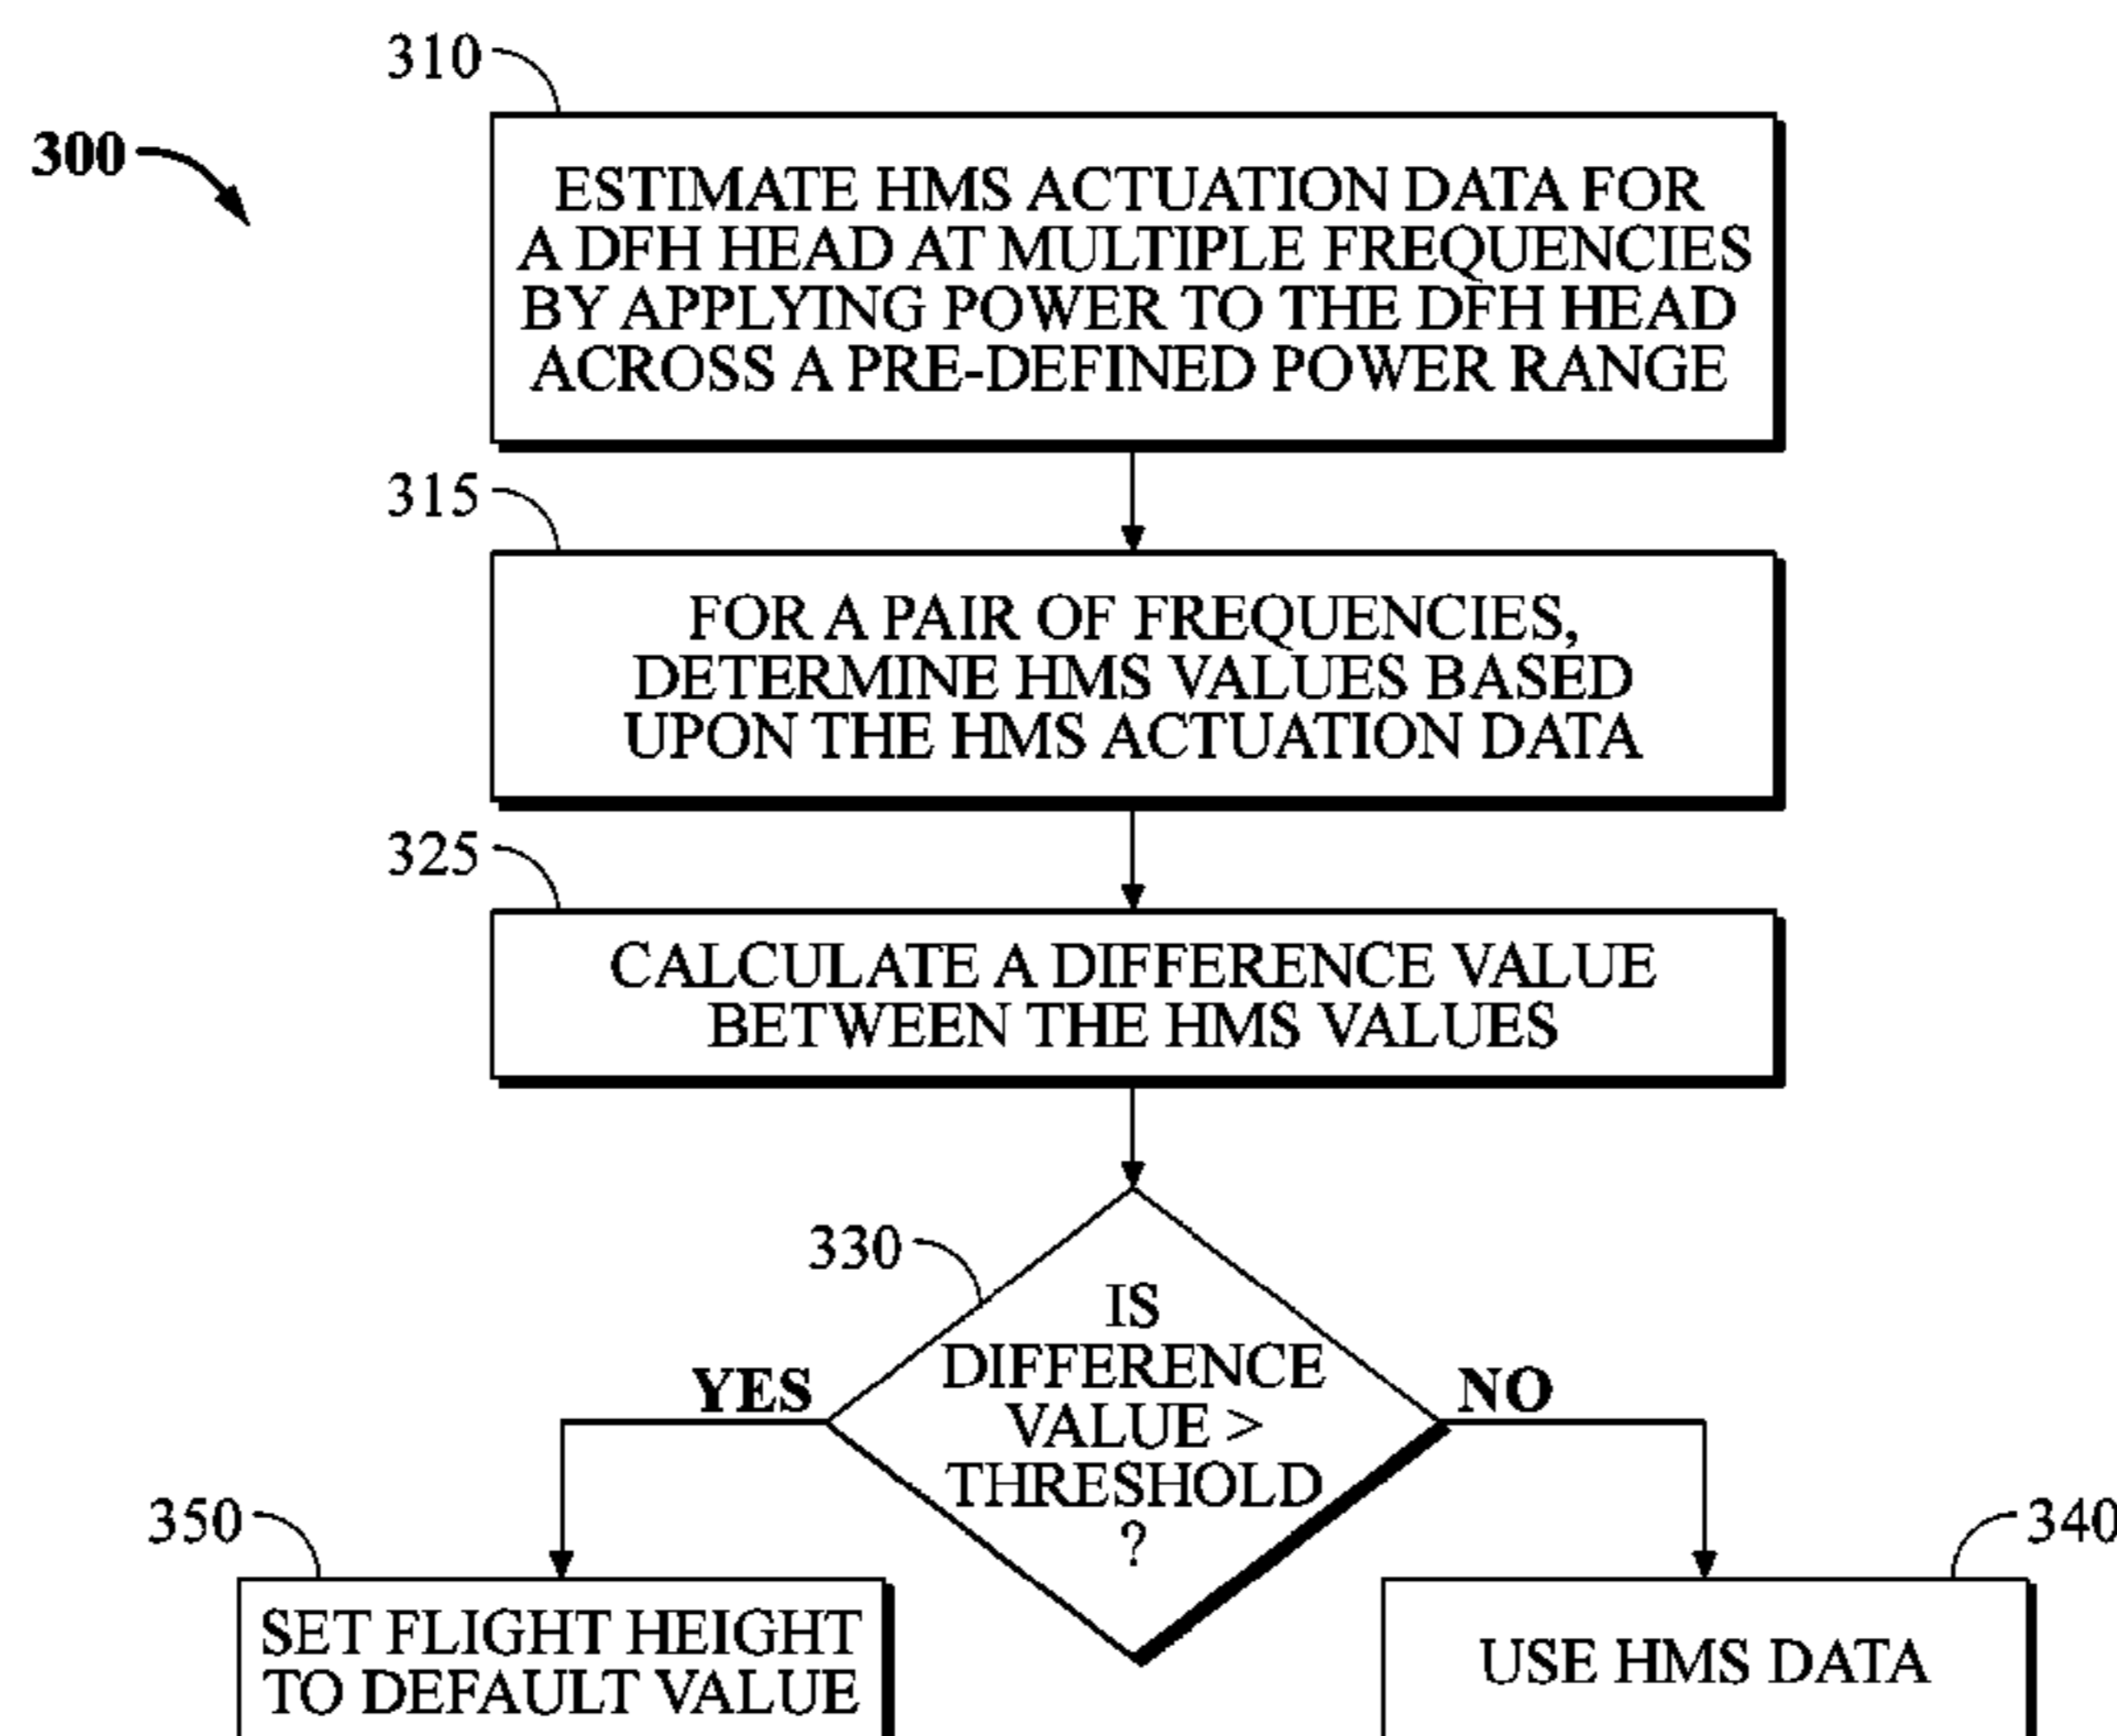 310
300
ESTIMATE HMS ACTUATION DATA FOR
A DFH HEAD AT MULTIPLE FREQUENCIES
BY APPLYING POWER TO THE DFH HEAD
ACROSS A PRE-DEFINED POWER RANGE
315
FOR A PAIR OF FREQUENCIES,
DETERMINE HMS VALUES BASED
UPON THE HMS ACTUATION DATA
325
CALCULATE A DIFFERENCE VALUE
BETWEEN THE HMS VALUES
330
IS
DIFFERENCE
VALUE >
THRESHOLD
?
YES
NO
350
SET FLIGHT HEIGHT
TO DEFAULT VALUE
340
USE HMS DATA